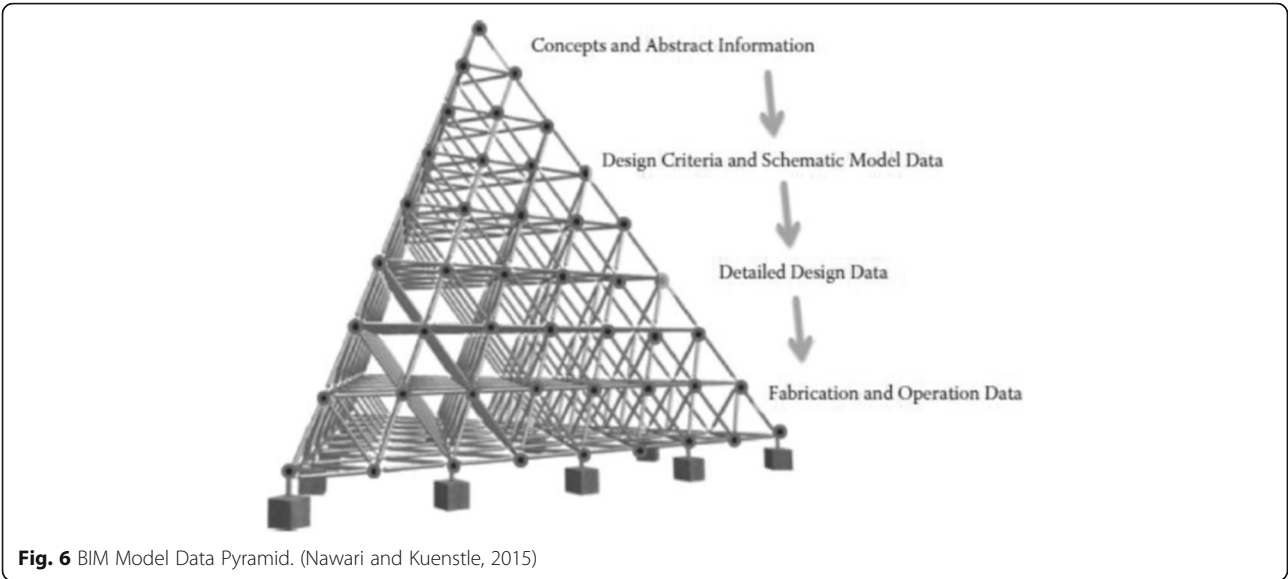 Concepts and Abstract Information
Design Criteria and Schematic Model Data
Detailed Design Data
Fabrication and Operation Data
Fig. 6 BIM Model Data Pyramid. (Nawari and Kuenstle, 2015)